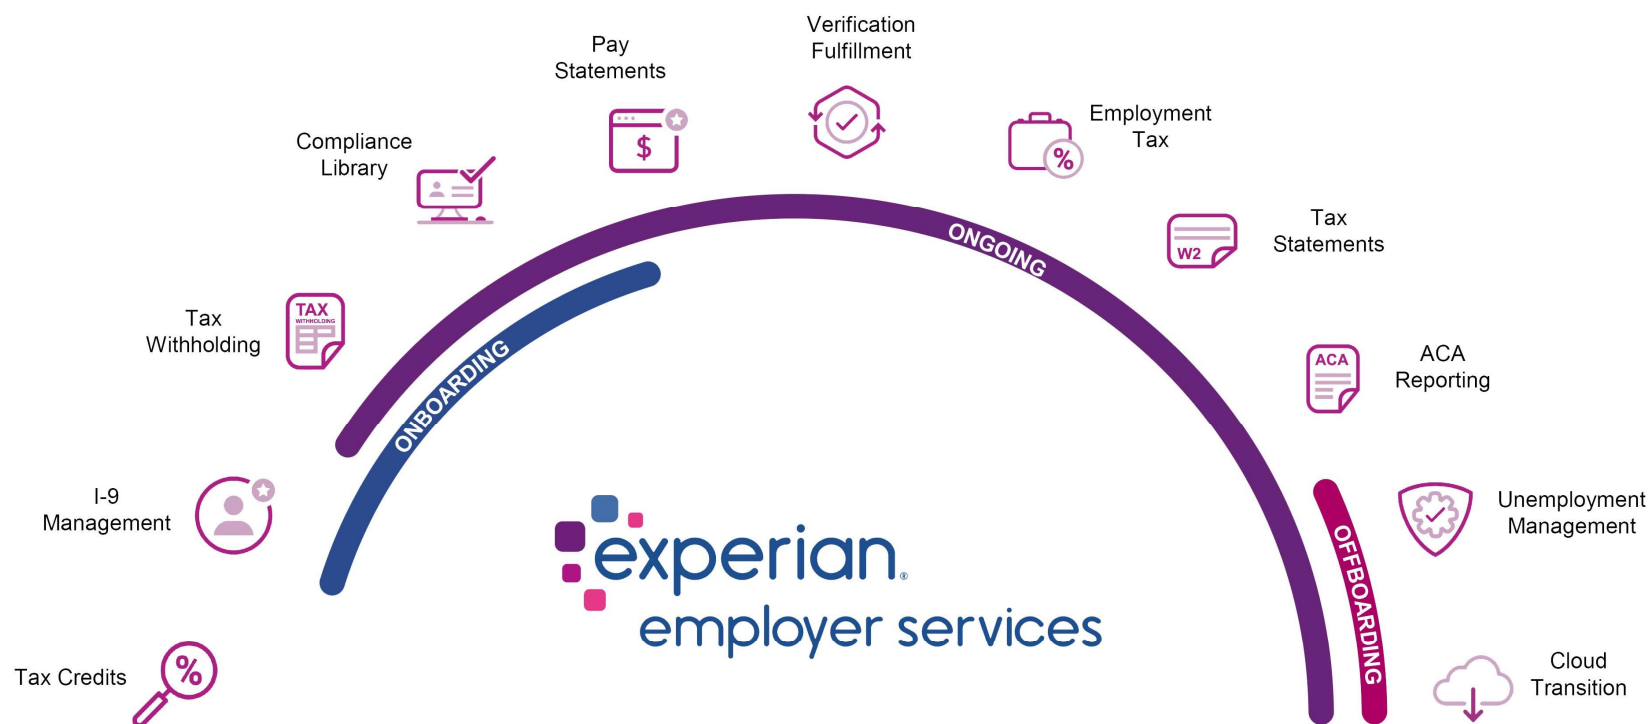 Verification
Fulfillment
Pay
Statements
$
Employment
Tax
%
Compliance
Library
Tax
Statements
W2
ONGOING
TAX
WITHHOLDING
Tax
Withholding
ONBOARDING
ACA
ACA
Reporting
I-9
Management
Unemployment
Management
OFFBOARDING
experian®
employer services
Tax Credits
%
Cloud
Transition